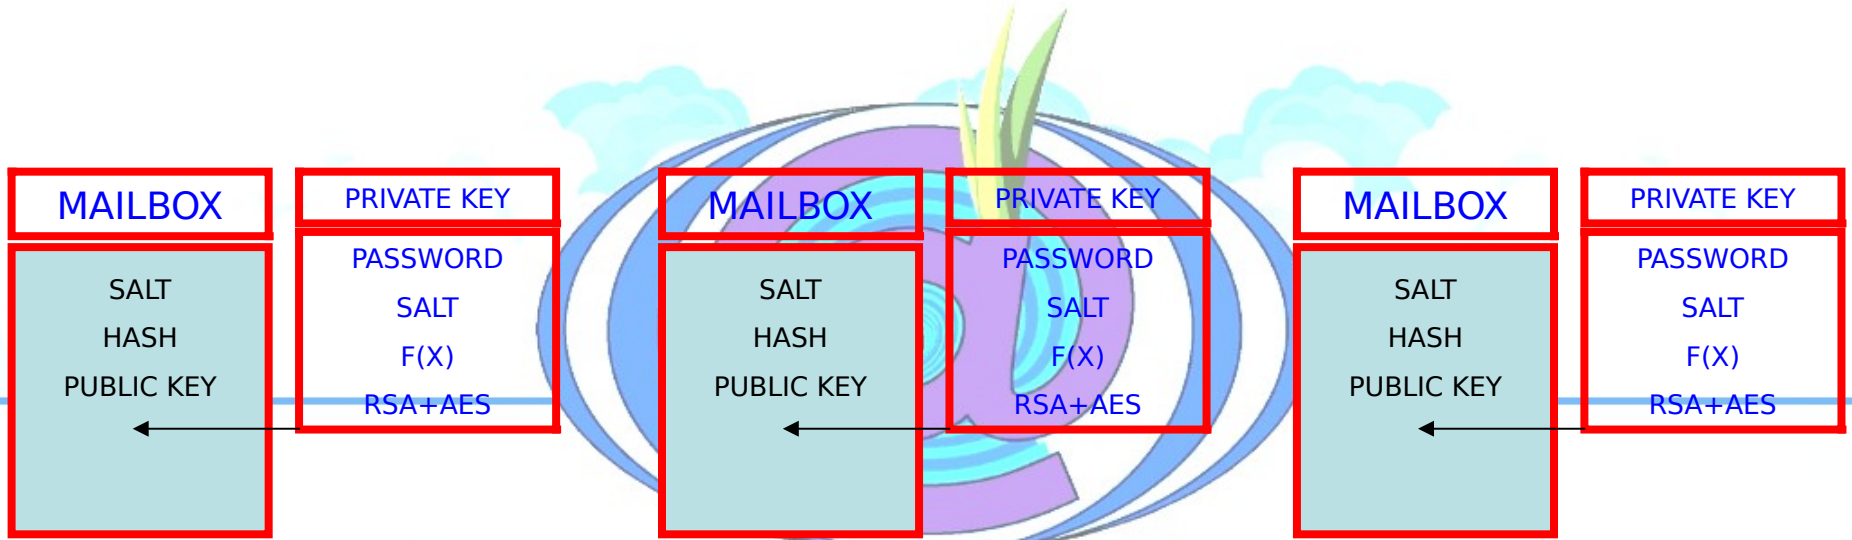 MAILBOX
SALT
HASH
PUBLIC KEY
PRIVATE KEY
PASSWORD
SALT
F(X)
RSA+AES
MAILBOX
SALT
HASH
PUBLIC KEY
PRIVATE KEY
PASSWORD
SALT
F(X)
RSA+AES
MAILBOX
SALT
HASH
PUBLIC KEY
PRIVATE KEY
PASSWORD
SALT
F(X)
RSA+AES